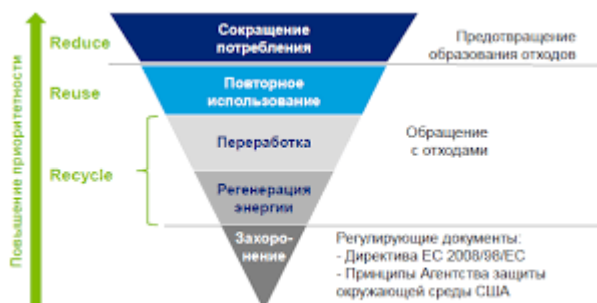 Повышение приоритетности
Reduce
Сокращение
потребления
Предотвращение
образования отходов
Reuse
Повторное
использование
Recycle
Переработка
Обращение
с отходами
Регенерация
энергии
Захоро-
нение
Регулирующие документы:
- Директива ЕС 2008/98/EC
- Принципы Агентства защиты
окружающей среды США